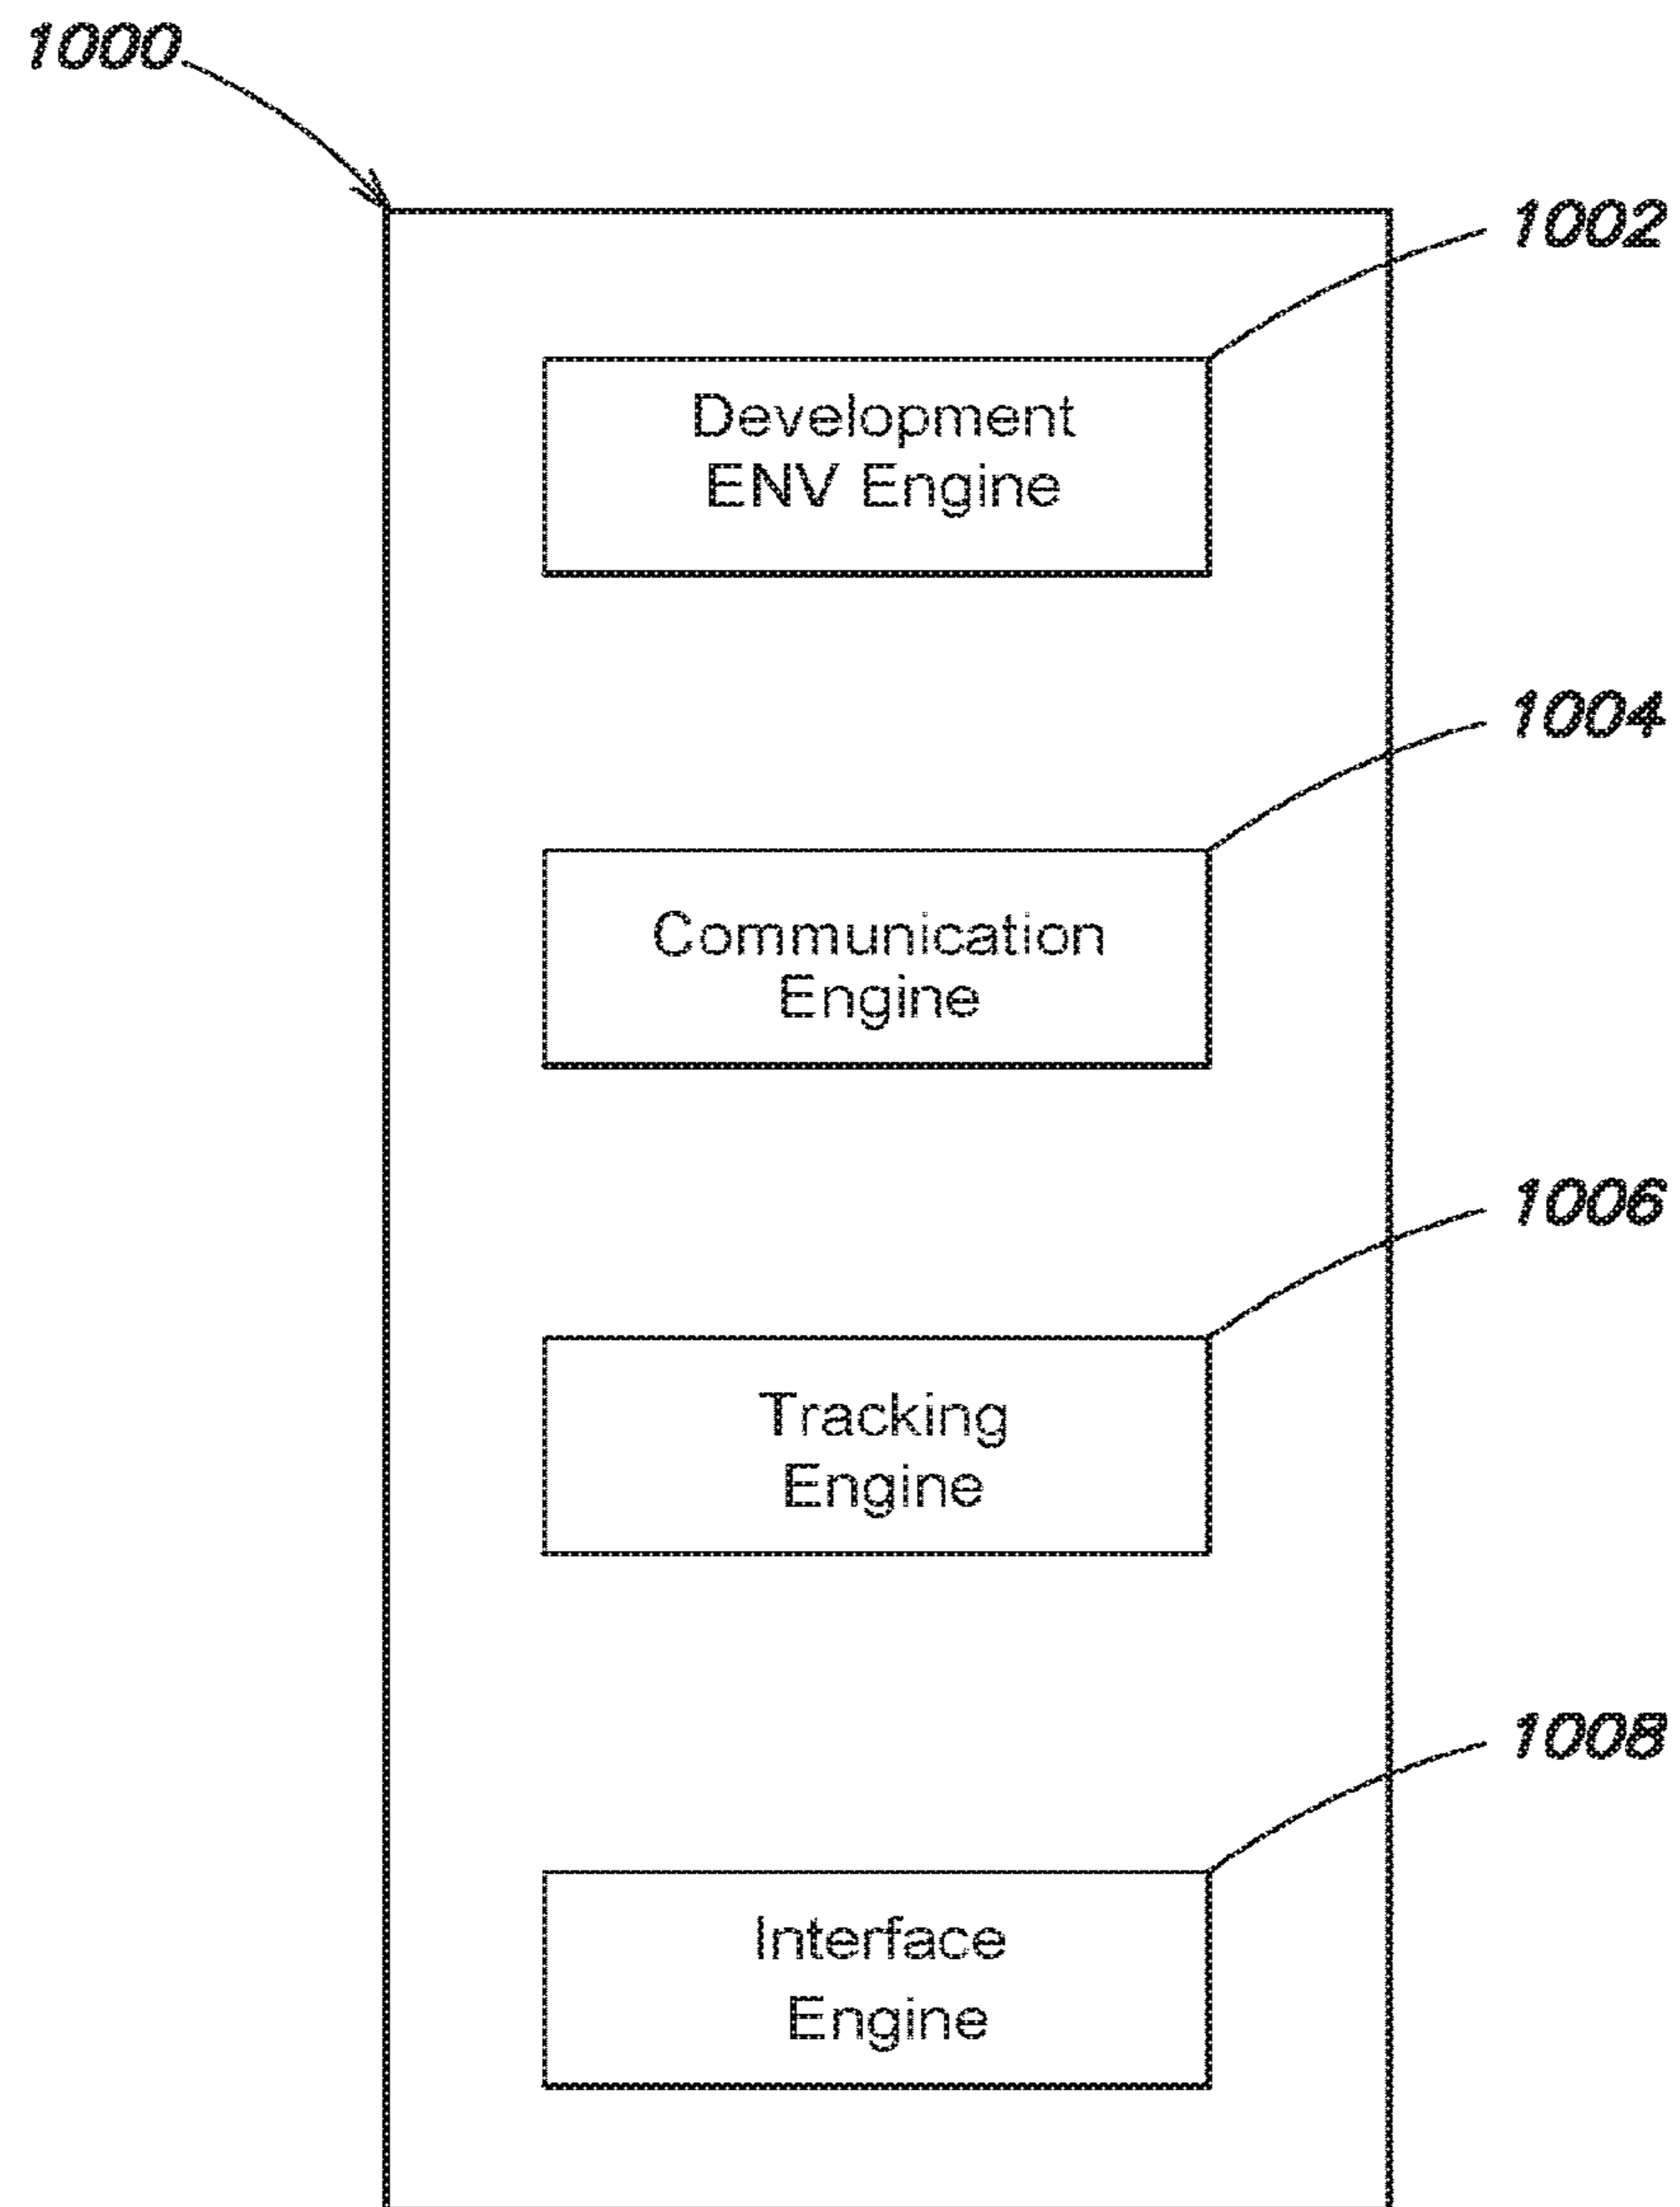 1000
1002
Development
ENV Engine
1004
Communication
Engine
1006
Tracking
Engine
1008
Interface
Engine